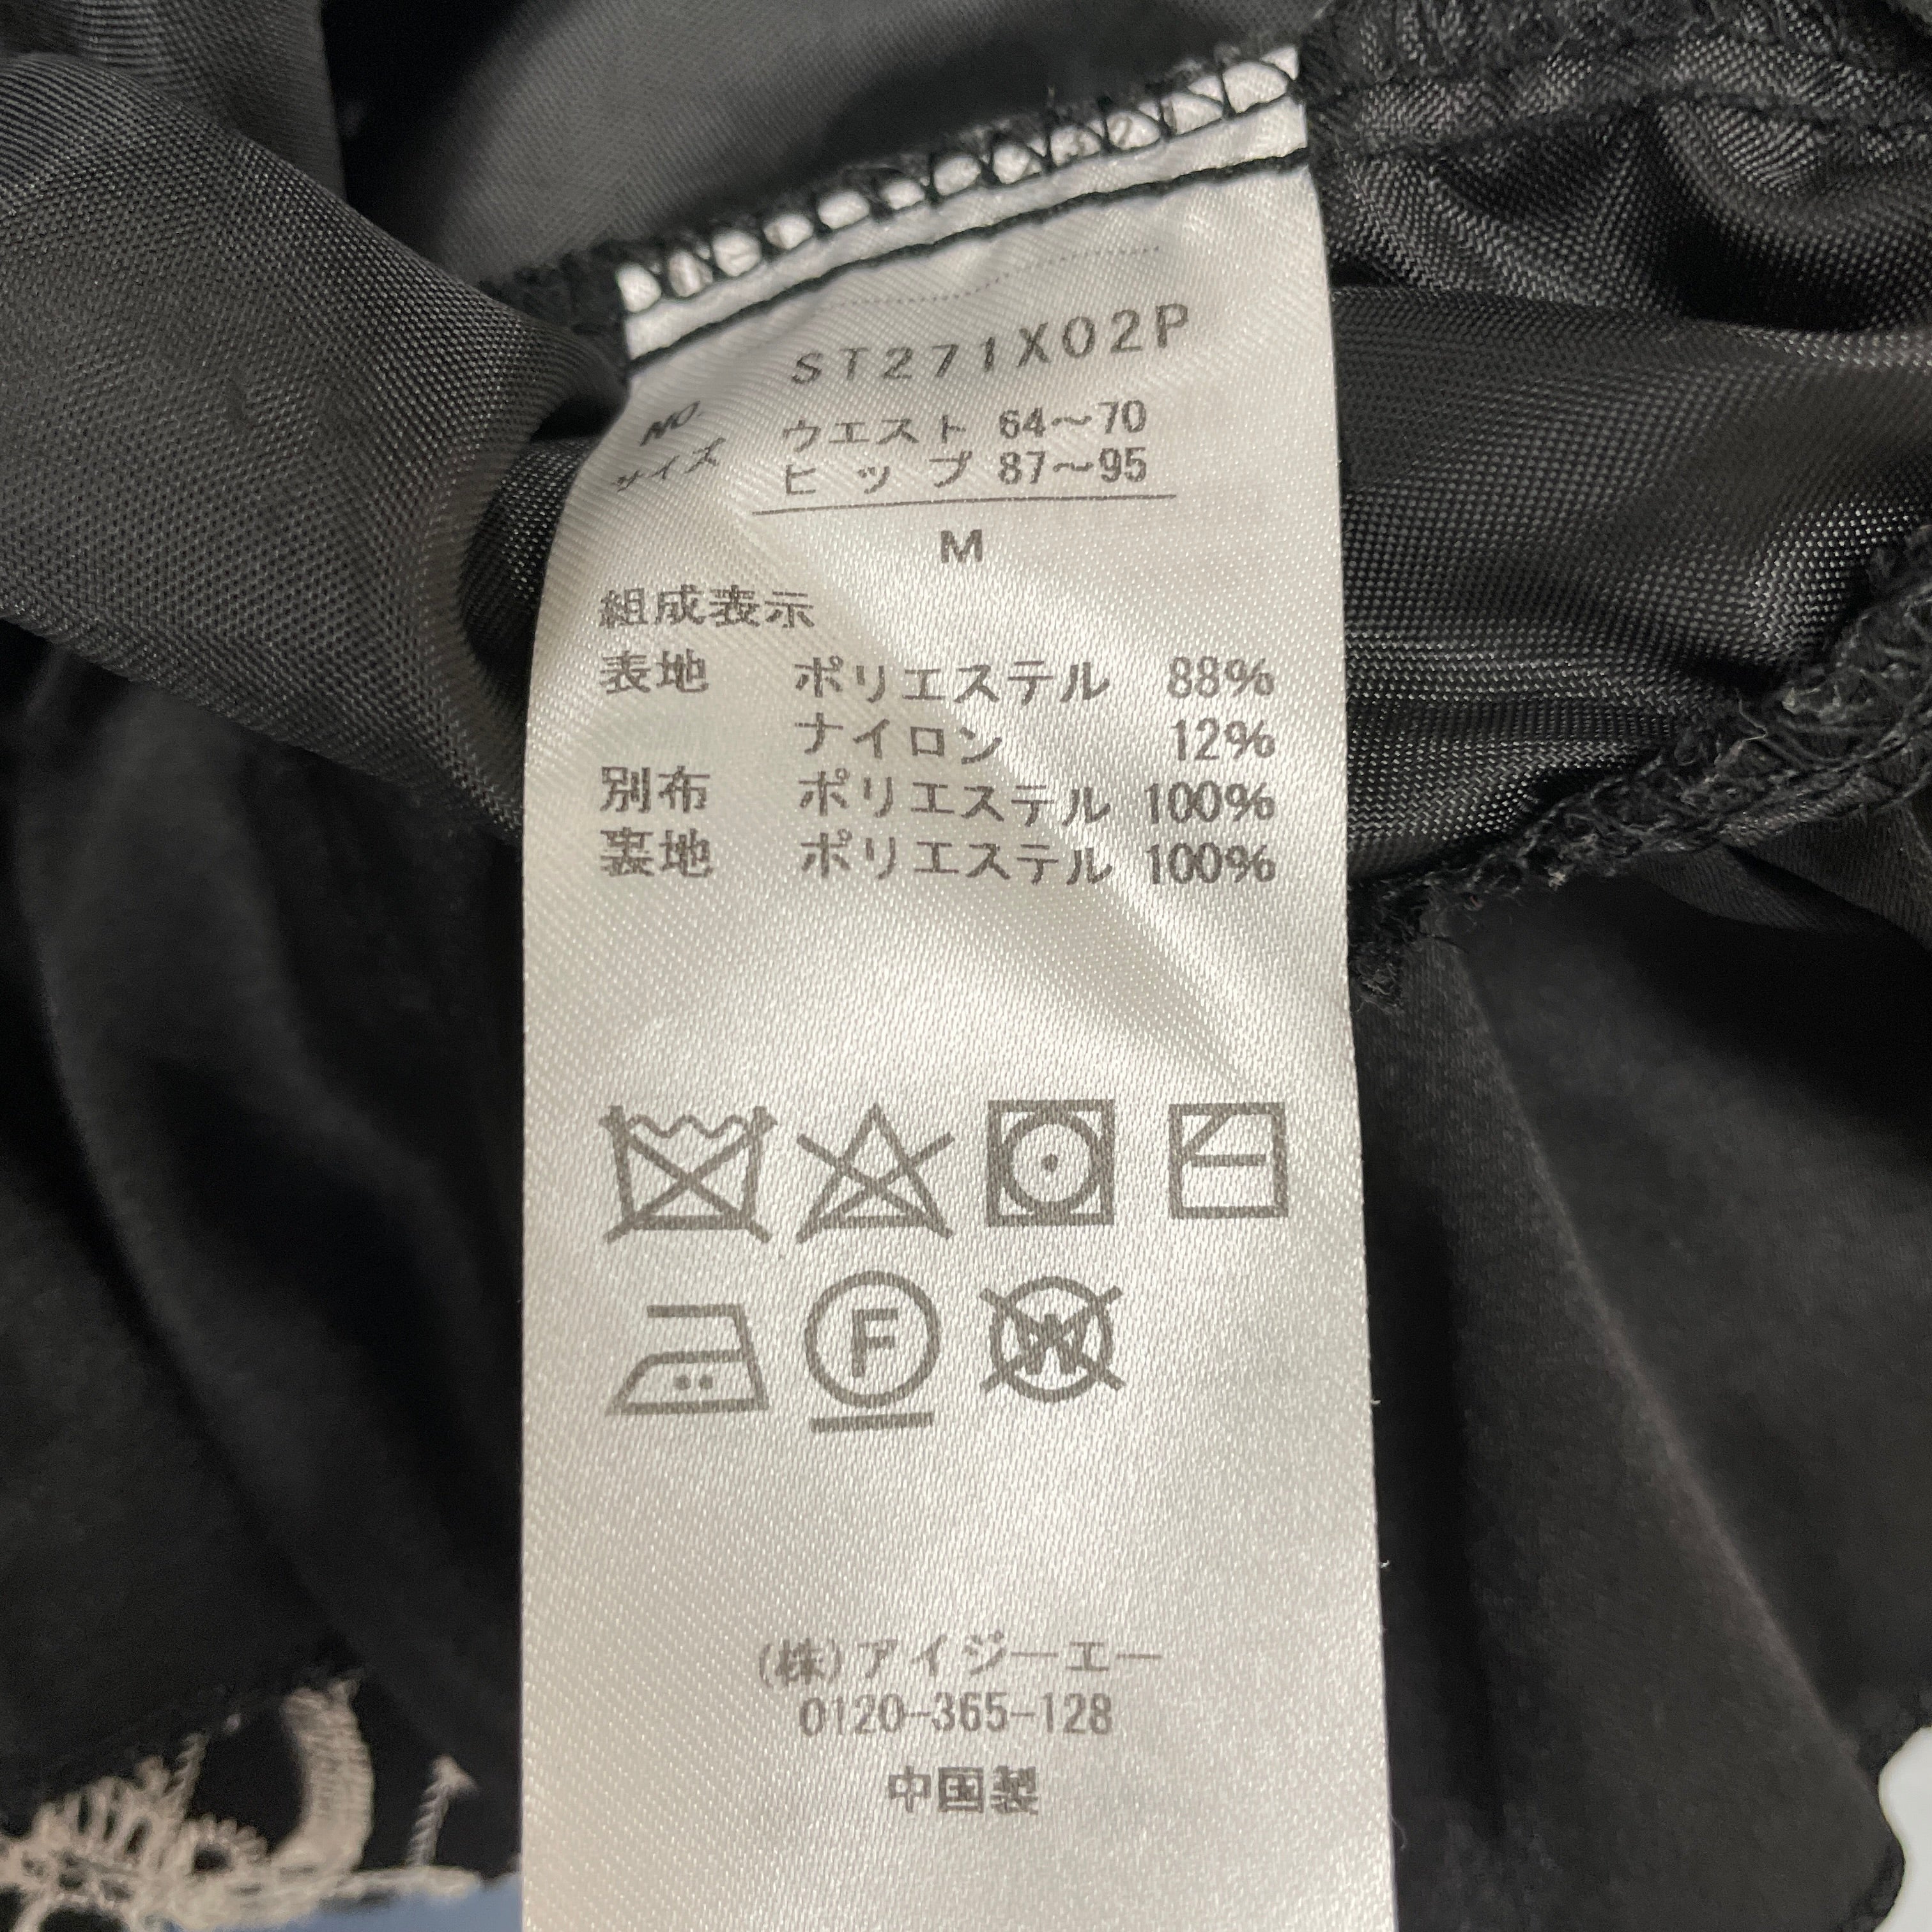 ST271X02P
NO.
サイズ ウエスト 64～70
ヒップ 87～95
M
組成表示
表地 ポリエステル 88%
ナイロン 12%
別布 ポリエステル 100%
裏地 ポリエステル 100%
F W
(株)アイジーエー
0120-365-128
中国製